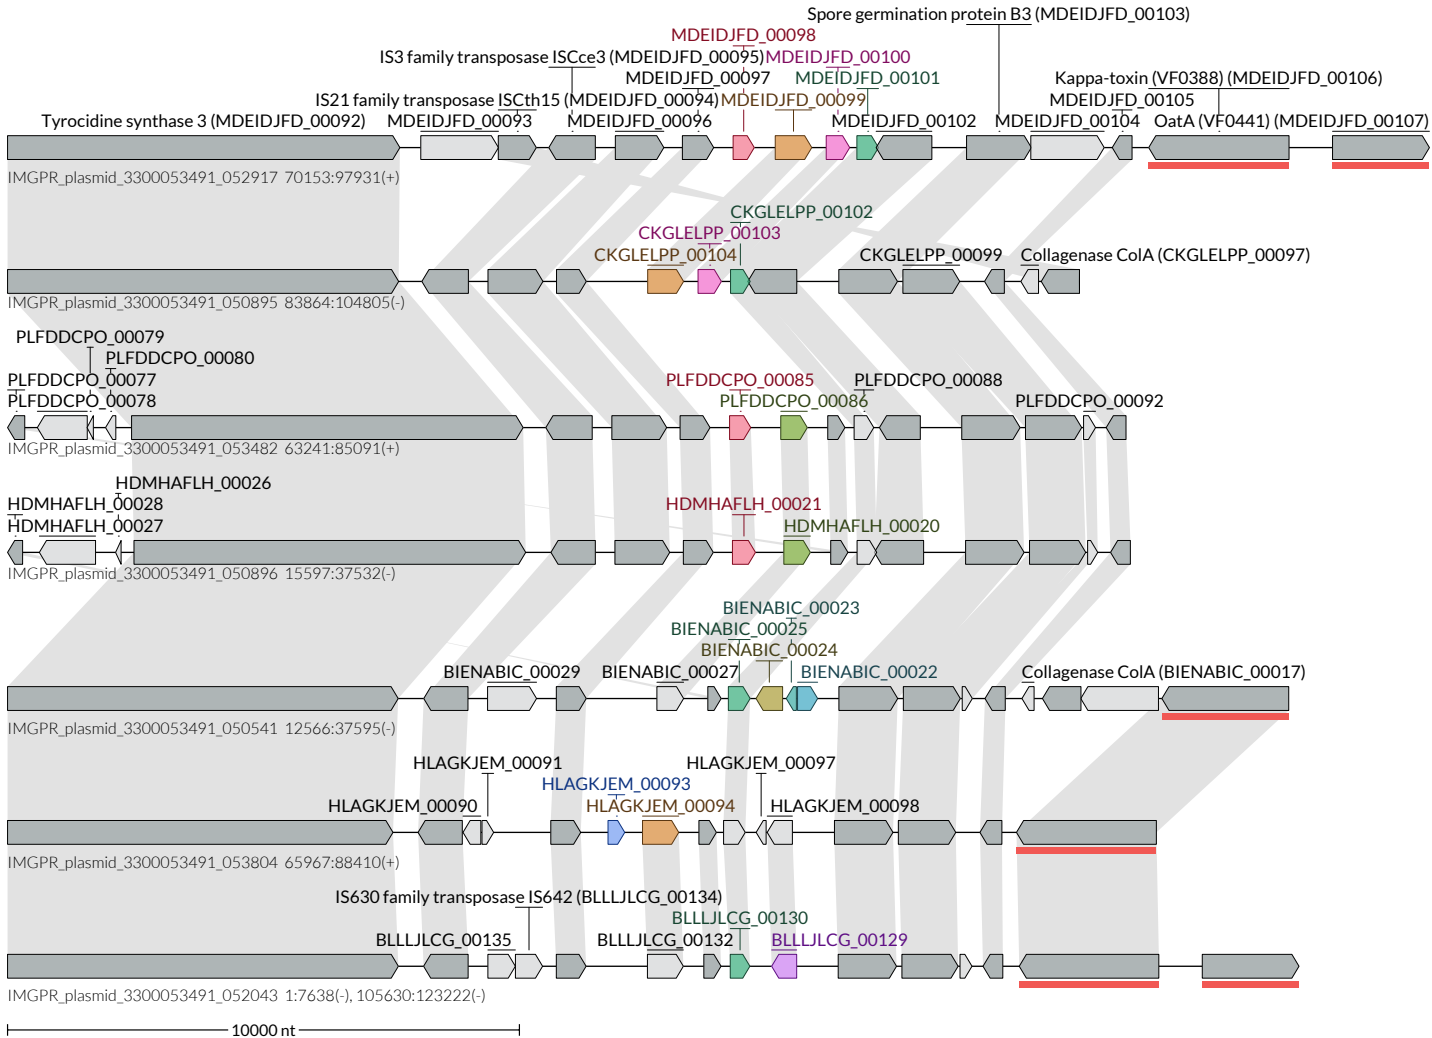 Spore germination protein B3 (MDEIDJFD_00103)
MDEIDJFD_00098
IS3 family transposase ISCce3 (MDEIDJFD_00095) MDEIDJFD_00100
MDEIDJFD_00097 MDEIDJFD_00101 Kappa-toxin (VF0388) (MDEIDJFD_00106)
IS21 family transposase ISCth15 (MDEIDJFD_00094) MDEIDJFD_00099 MDEIDJFD_00105
Tyrocidine synthase 3 (MDEIDJFD_00092) MDEIDJFD_00093 MDEIDJFD_00096 MDEIDJFD_00102 MDEIDJFD_00104 OatA (VF0441) (MDEIDJFD_00107)
IMGPR_plasmid_3300053491_052917 70153:97931(+)
CKGLELPP_00102
CKGLELPP_00103
CKGLELPP_00104 CKGLELPP_00099 Collagenase ColA (CKGLELPP_00097)
IMGPR_plasmid_3300053491_050895 83864:104805(-)
PLFDDCPO_00079
PLFDDCPO_00080
PLFDDCPO_00077 PLFDDCPO_00085 PLFDDCPO_00088
PLFDDCPO_00078 PLFDDCPO_00086 PLFDDCPO_00092
IMGPR_plasmid_3300053491_053482 63241:85091(+)
HDMHAFLH_00026
HDMHAFLH_00028 HDMHAFLH_00021
HDMHAFLH_00027 HDMHAFLH_00020
IMGPR_plasmid_3300053491_050896 15597:37532(-)
BIENABIC_00023
BIENABIC_00025
BIENABIC_00024
BIENABIC_00029 BIENABIC_00027 BIENABIC_00022 Collagenase ColA (BIENABIC_00017)
IMGPR_plasmid_3300053491_050541 12566:37595(-)
HLAGKJEM_00091 HLAGKJEM_00097
HLAGKJEM_00093
HLAGKJEM_00090 HLAGKJEM_00094 HLAGKJEM_00098
IMGPR_plasmid_3300053491_053804 65967:88410(+)
IS630 family transposase IS642 (BLLLJLCG_00134)
BLLLJLCG_00130
BLLLJLCG_00135 BLLLJLCG_00132 BLLLJLCG_00129
IMGPR_plasmid_3300053491_052043 1:7638(-), 105630:123222(-)
10000 nt